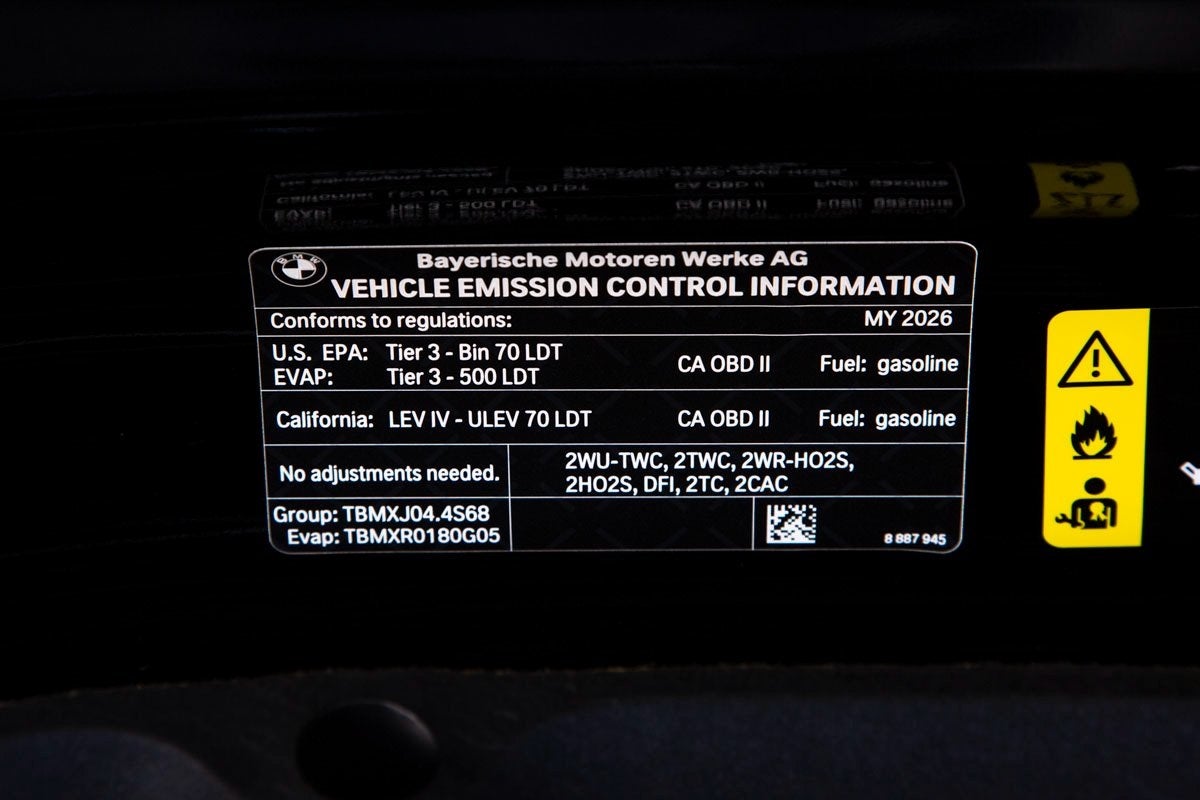 BMW
Bayerische Motoren Werke AG
VEHICLE EMISSION CONTROL INFORMATION
Conforms to regulations: MY 2026
U.S. EPA: Tier 3 - Bin 70 LDT CA OBD II Fuel: gasoline
EVAP: Tier 3 - 500 LDT
California: LEV IV - ULEV 70 LDT CA OBD II Fuel: gasoline
No adjustments needed.
2WU-TWC, 2TWC, 2WR-HO2S,
2HO2S, DFI, 2TC, 2CAC
Group: TBMXJ04.4S68
Evap: TBMXR0180G05
8 887 945